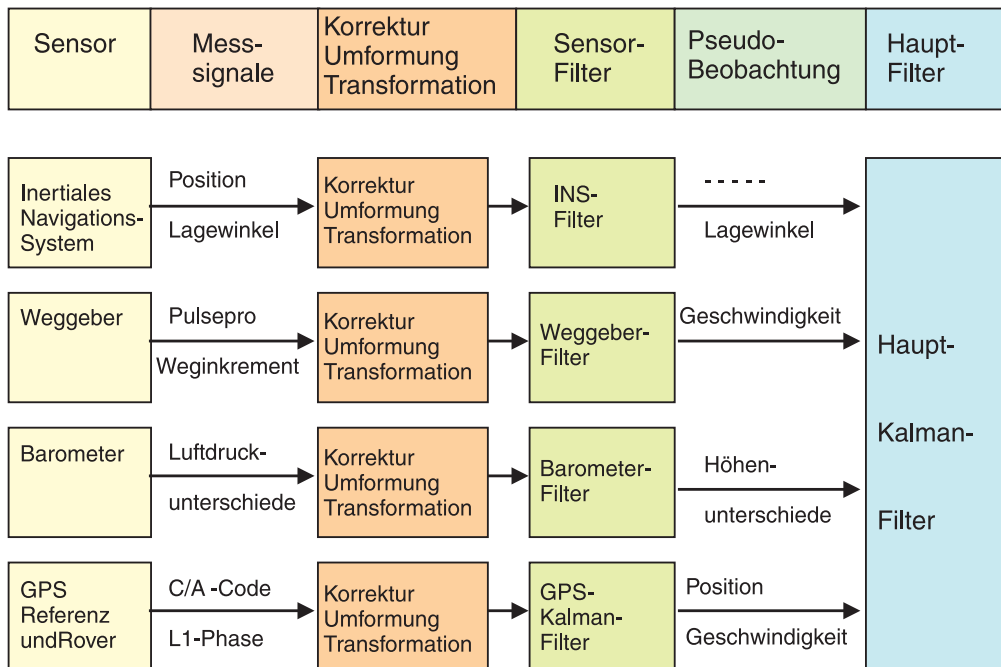 Sensor
Mess-
signale
Korrektur
Umformung
Transformation
Sensor-
Filter
Pseudo-
Beobachtung
Haupt-
Filter
Inertiales
Navigations-
System
Position
Lagewinkel
Korrektur
Umformung
Transformation
INS-
Filter
- - - - -
Lagewinkel
Weggeber
Pulsepro
Weginkrement
Korrektur
Umformung
Transformation
Weggeber-
Filter
Geschwindigkeit
Barometer
Luftdruck-
unterschiede
Korrektur
Umformung
Transformation
Barometer-
Filter
Höhen-
unterschiede
GPS
Referenz
undRover
C/A -Code
L1-Phase
Korrektur
Umformung
Transformation
GPS-
Kalman-
Filter
Position
Geschwindigkeit
Haupt-
Kalman-
Filter